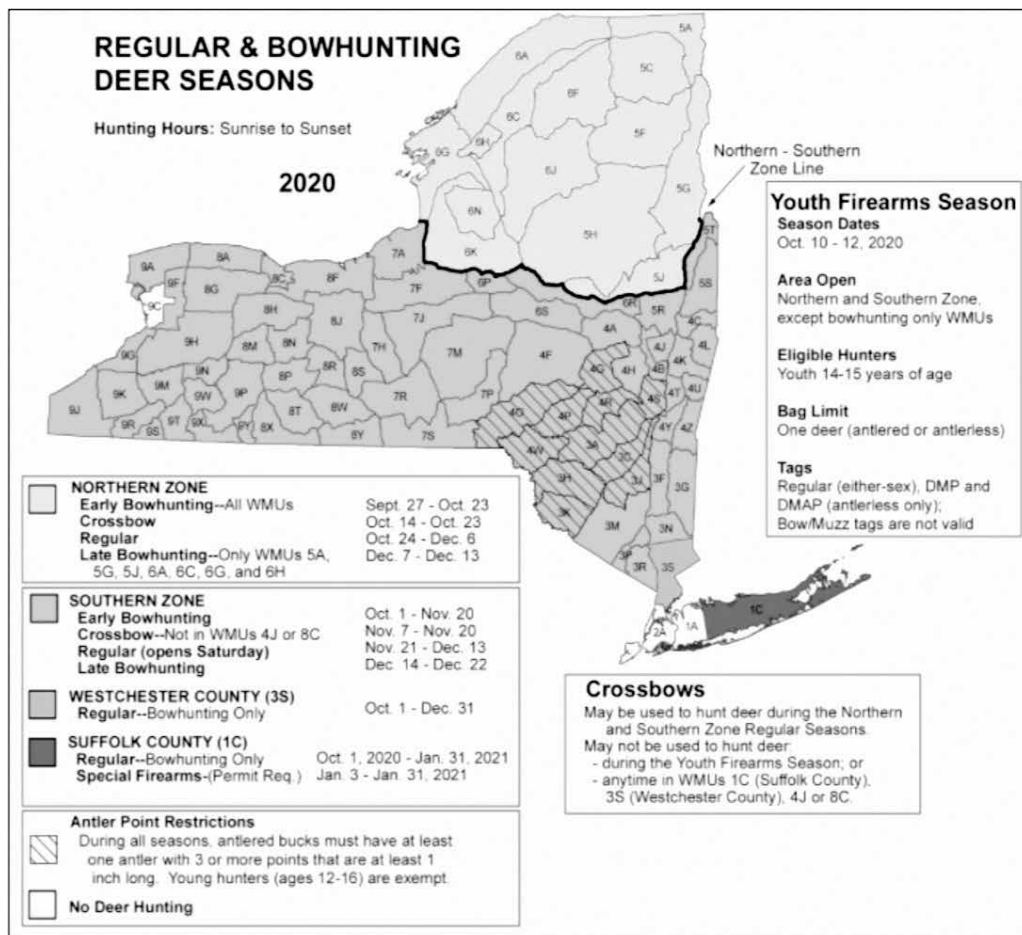 REGULAR & BOWHUNTING
DEER SEASONS
Hunting Hours: Sunrise to Sunset
2020
Northern - Southern
Zone Line
5A
6A
5C
6F
6C
5F
6H
6G
6J
5G
6N
5H
6K
5J
5T
7A
9A
8A
9F
8C
8F
8G
7F
6P
5S
9C
8H
6S
6R
5R
8J
7J
4A
4C
9H
8M
8N
7H
7M
4F
4J
4L
9G
4G
4H
4B
4K
9N
8R
8S
9K
9M
8P
7R
7P
4T
4U
9J
9W
9P
8T
8W
4O
4P
4R
4S
9R
9S
9T
9X
9Y
8X
8Y
7S
4Y
4Z
4W
3A
3C
3H
3J
3F
3G
3K
3M
3N
3P
3R
3S
2A
1A
1C
Youth Firearms Season
Season Dates
Oct. 10 - 12, 2020
Area Open
Northern and Southern Zone,
except bowhunting only WMUs
Eligible Hunters
Youth 14-15 years of age
Bag Limit
One deer (antlered or antlerless)
Tags
Regular (either-sex), DMP and
DMAP (antlerless only);
Bow/Muzz tags are not valid
NORTHERN ZONE
Early Bowhunting--All WMUs Sept. 27 - Oct. 23
Crossbow Oct. 14 - Oct. 23
Regular Oct. 24 - Dec. 6
Late Bowhunting--Only WMUs 5A, Dec. 7 - Dec. 13
5G, 5J, 6A, 6C, 6G, and 6H
SOUTHERN ZONE
Early Bowhunting Oct. 1 - Nov. 20
Crossbow--Not in WMUs 4J or 8C Nov. 7 - Nov. 20
Regular (opens Saturday) Nov. 21 - Dec. 13
Late Bowhunting Dec. 14 - Dec. 22
WESTCHESTER COUNTY (3S)
Regular--Bowhunting Only Oct. 1 - Dec. 31
SUFFOLK COUNTY (1C)
Regular--Bowhunting Only Oct. 1, 2020 - Jan. 31, 2021
Special Firearms-(Permit Req.) Jan. 3 - Jan. 31, 2021
Antler Point Restrictions
During all seasons, antlered bucks must have at least
one antler with 3 or more points that are at least 1
inch long. Young hunters (ages 12-16) are exempt.
No Deer Hunting
Crossbows
May be used to hunt deer during the Northern
and Southern Zone Regular Seasons.
May not be used to hunt deer:
- during the Youth Firearms Season; or
- anytime in WMUs 1C (Suffolk County),
3S (Westchester County), 4J or 8C.